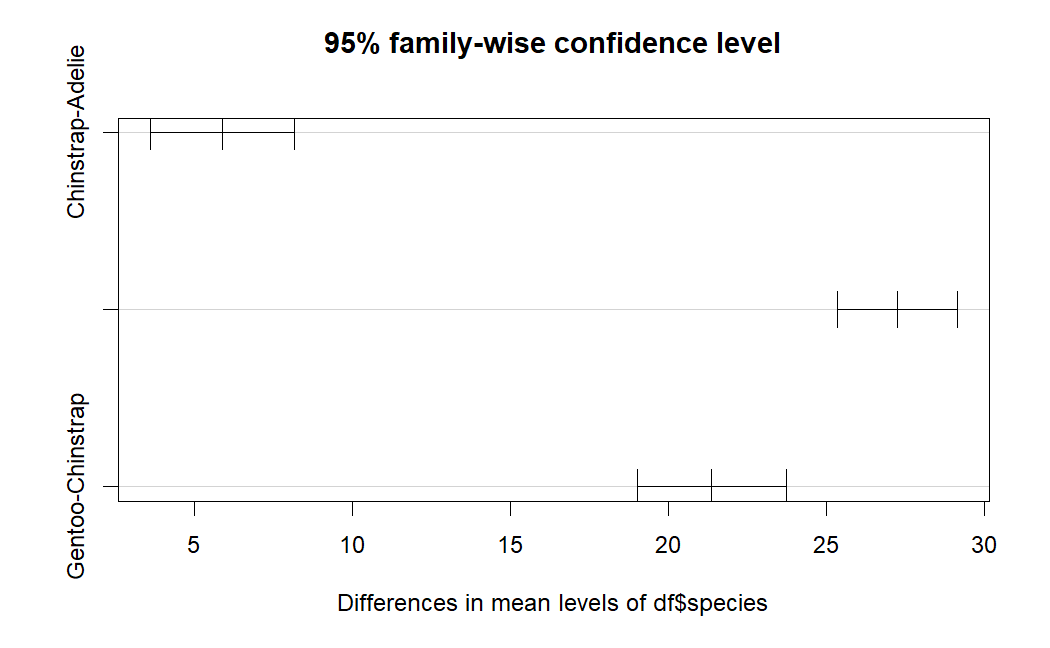 95% family-wise confidence level
Chinstrap-Adelie
Gentoo-Chinstrap
5 10 15 20 25 30
Differences in mean levels of df$species